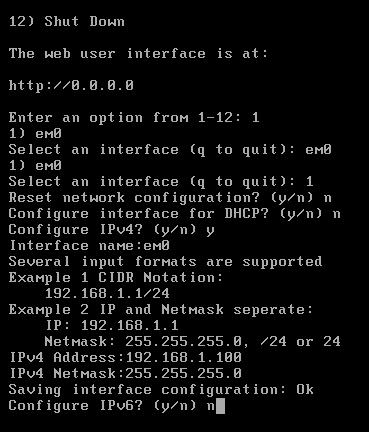 12) Shut Down
The web user interface is at:
http://0.0.0.0
Enter an option from 1-12: 1
1) em0
Select an interface (q to quit): em0
1) em0
Select an interface (q to quit): 1
Reset network configuration? (y/n) n
Configure interface for DHCP? (y/n) n
Configure IPv4? (y/n) y
Interface name:em0
Several input formats are supported
Example 1 CIDR Notation:
    192.168.1.1/24
Example 2 IP and Netmask seperate:
    IP: 192.168.1.1
    Netmask: 255.255.255.0, /24 or 24
IPv4 Address:192.168.1.100
IPv4 Netmask:255.255.255.0
Saving interface configuration: Ok
Configure IPv6? (y/n) n